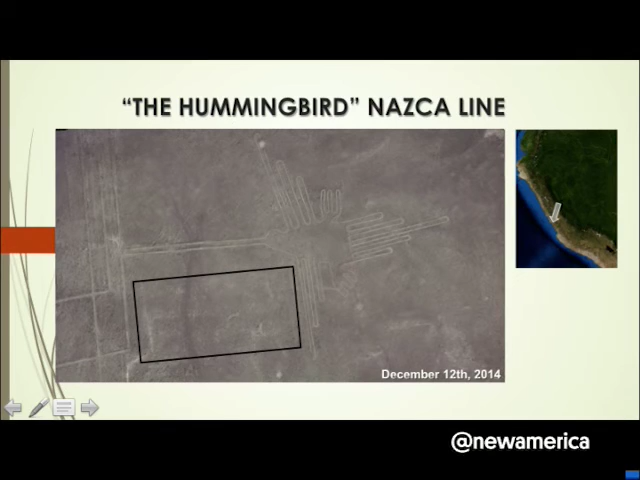 “THE HUMMINGBIRD” NAZCA LINE
December 12th, 2014
@newamerica